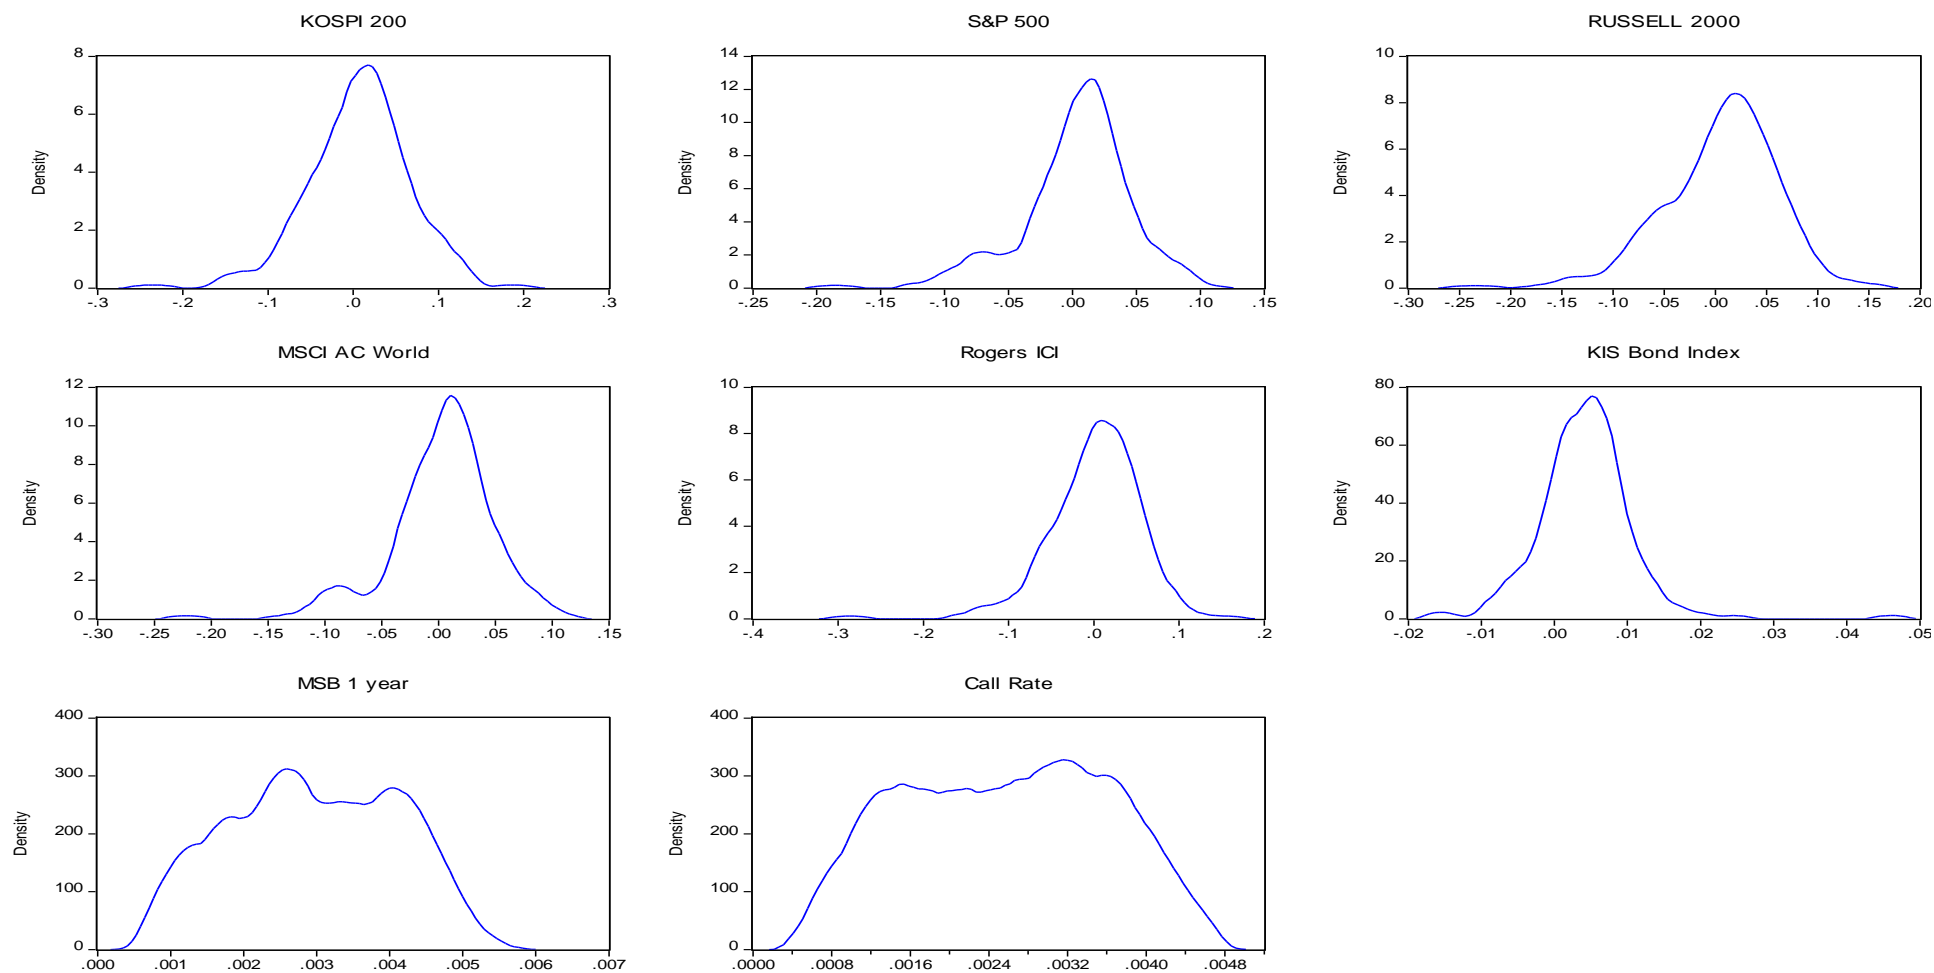 KOSPI 200
S&P 500
RUSSELL 2000
8
6
4
2
0
Density
-.3 -.2 -.1 .0 .1 .2 .3
14
12
10
8
6
4
2
0
Density
-.25 -.20 -.15 -.10 -.05 .00 .05 .10 .15
10
8
6
4
2
0
Density
-.30 -.25 -.20 -.15 -.10 -.05 .00 .05 .10 .15 .20
MSCI AC World
Rogers ICI
KIS Bond Index
12
10
8
6
4
2
0
Density
-.30 -.25 -.20 -.15 -.10 -.05 .00 .05 .10 .15
10
8
6
4
2
0
Density
-.4 -.3 -.2 -.1 .0 .1 .2
80
60
40
20
0
Density
-.02 -.01 .00 .01 .02 .03 .04 .05
MSB 1 year
Call Rate
400
300
200
100
0
Density
.000 .001 .002 .003 .004 .005 .006 .007
400
300
200
100
0
Density
.0000 .0008 .0016 .0024 .0032 .0040 .0048